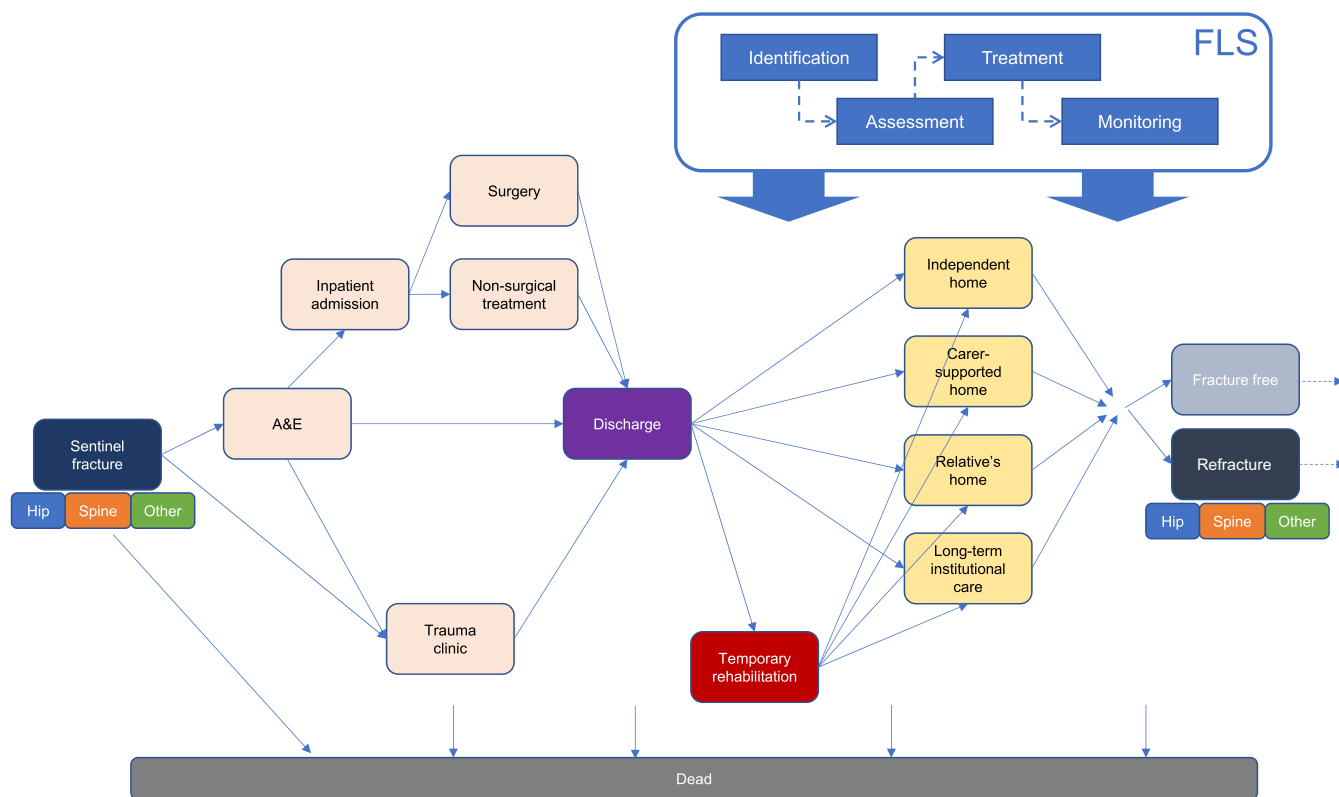 FLS
Identification
Treatment
Assessment
Monitoring
Surgery
Inpatient
admission
Non-surgical
treatment
A&E
Sentinel
fracture
Hip
Spine
Other
Trauma
clinic
Discharge
Temporary
rehabilitation
Independent
home
Carer-
supported
home
Relative's
home
Long-term
institutional
care
Fracture free
Refracture
Hip
Spine
Other
Dead